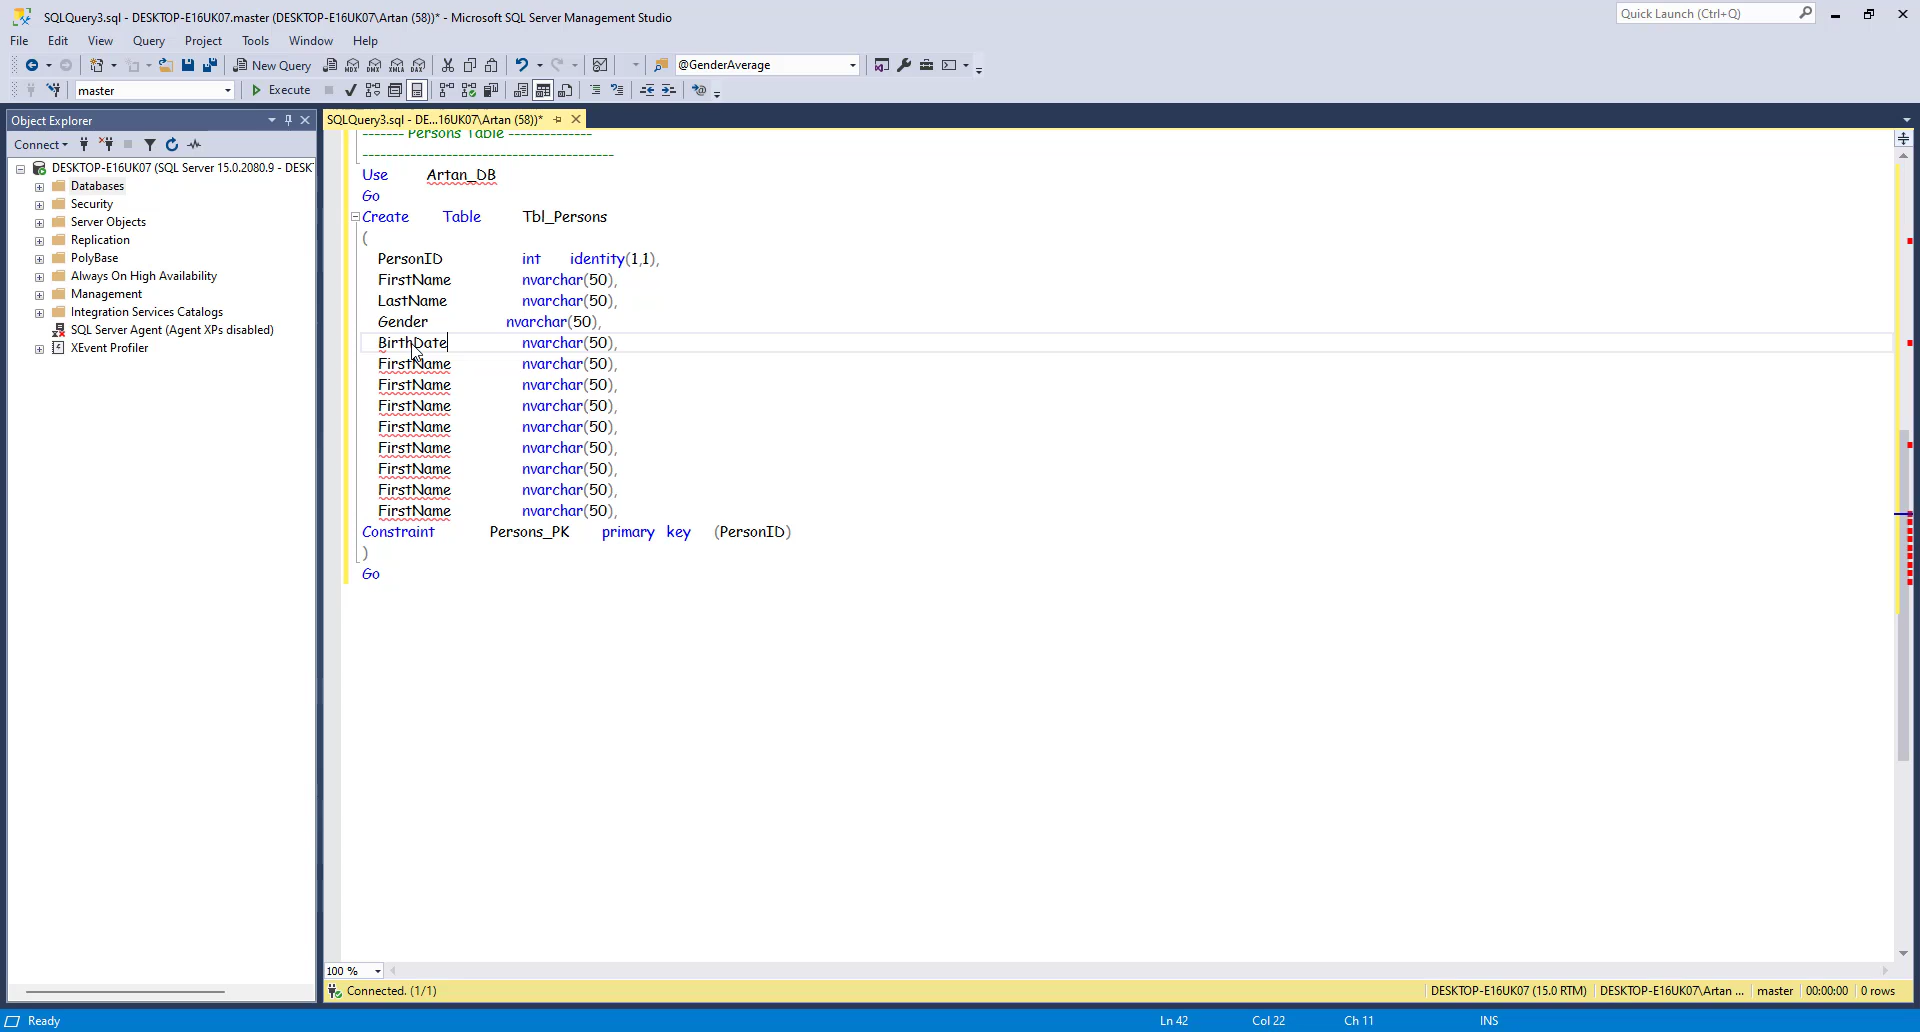 SQLQuery3.sql - DESKTOP-E16UK07.master (DESKTOP-E16UK07\Artan (58))* - Microsoft SQL Server Management Studio
Quick Launch (Ctrl+Q)
File Edit View Query Project Tools Window Help
New Query @GenderAverage
master Execute
Object Explorer
SQLQuery3.sql - DE...16UK07\Artan (58))*
Connect
DESKTOP-E16UK07 (SQL Server 15.0.2080.9 - DESK
Databases
Security
Server Objects
Replication
PolyBase
Always On High Availability
Management
Integration Services Catalogs
SQL Server Agent (Agent XPs disabled)
XEvent Profiler
------- Persons Table --------------
------------------------------------------
Use Artan_DB
Go
Create Table Tbl_Persons
(
PersonID int identity(1,1),
FirstName nvarchar(50),
LastName nvarchar(50),
Gender nvarchar(50),
BirthDate nvarchar(50),
FirstName nvarchar(50),
FirstName nvarchar(50),
FirstName nvarchar(50),
FirstName nvarchar(50),
FirstName nvarchar(50),
FirstName nvarchar(50),
FirstName nvarchar(50),
FirstName nvarchar(50),
Constraint Persons_PK primary key (PersonID)
)
Go
100 %
Connected. (1/1)
DESKTOP-E16UK07 (15.0 RTM) DESKTOP-E16UK07\Artan ... master 00:00:00 0 rows
Ready
Ln 42 Col 22 Ch 11 INS